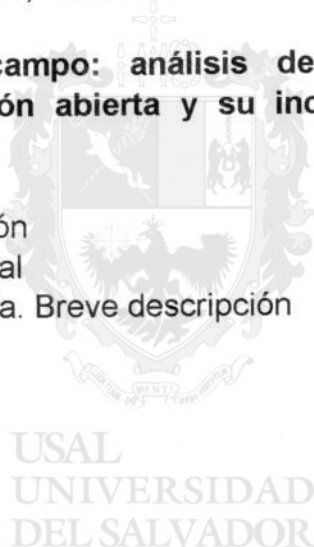 campo: análisis de
ón abierta y su inc
ón
al
a. Breve descripción
USAL
UNIVERSIDAD
DEL SALVADOR